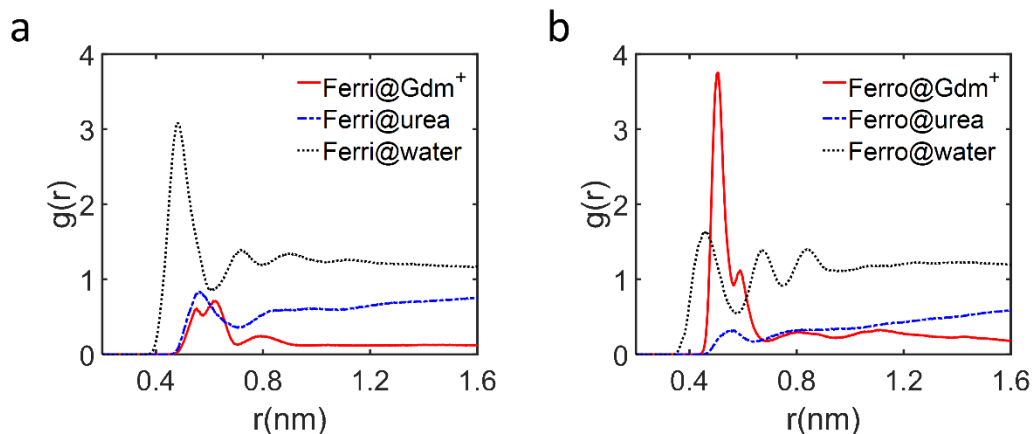 a
4
3
2
1
0
g(r)
Ferri@Gdm⁺
Ferri@urea
Ferri@water
0.4 0.8 1.2 1.6
r(nm)
b
4
3
2
1
0
g(r)
Ferro@Gdm⁺
Ferro@urea
Ferro@water
0.4 0.8 1.2 1.6
r(nm)